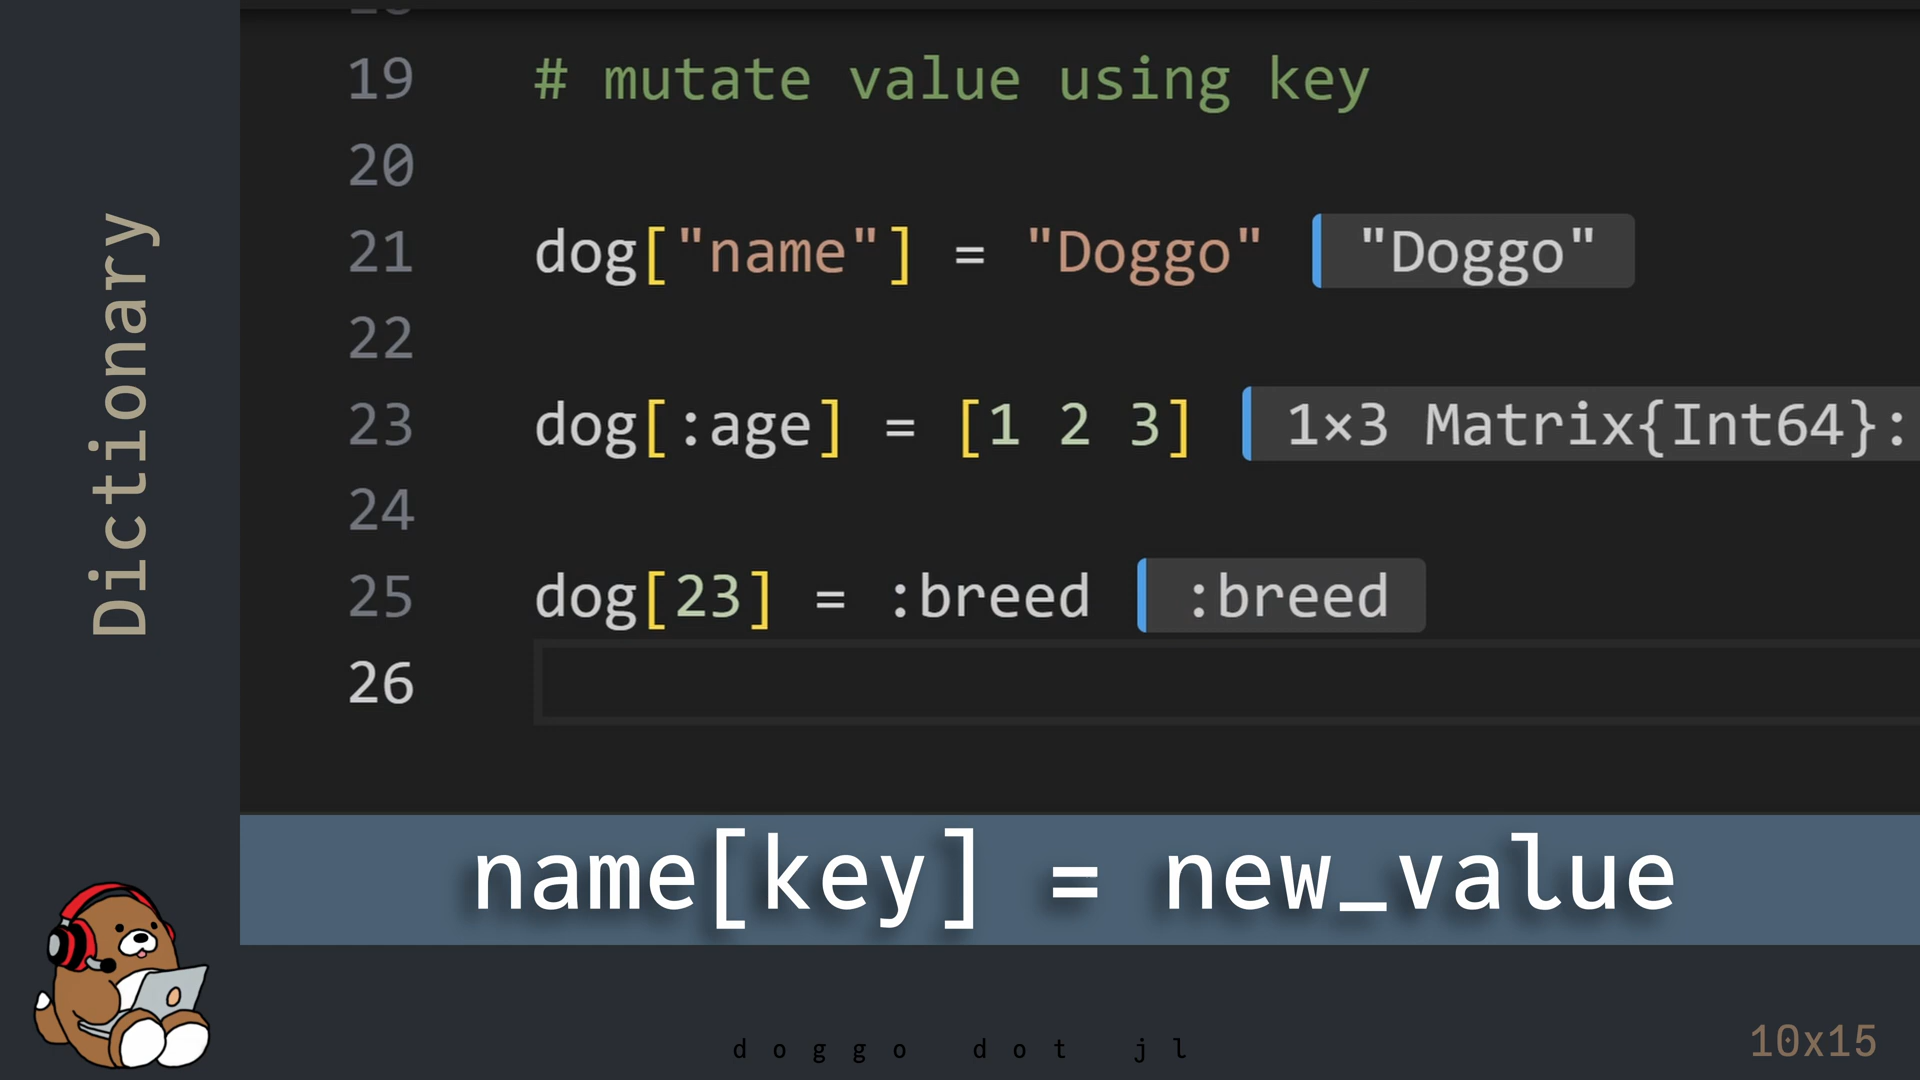 Dictionary
19 # mutate value using key
20
21 dog["name"] = "Doggo" "Doggo"
22
23 dog[:age] = [1 2 3] 1×3 Matrix{Int64}:
24
25 dog[23] = :breed :breed
26
name[key] = new_value
doggo dot jl
10x15